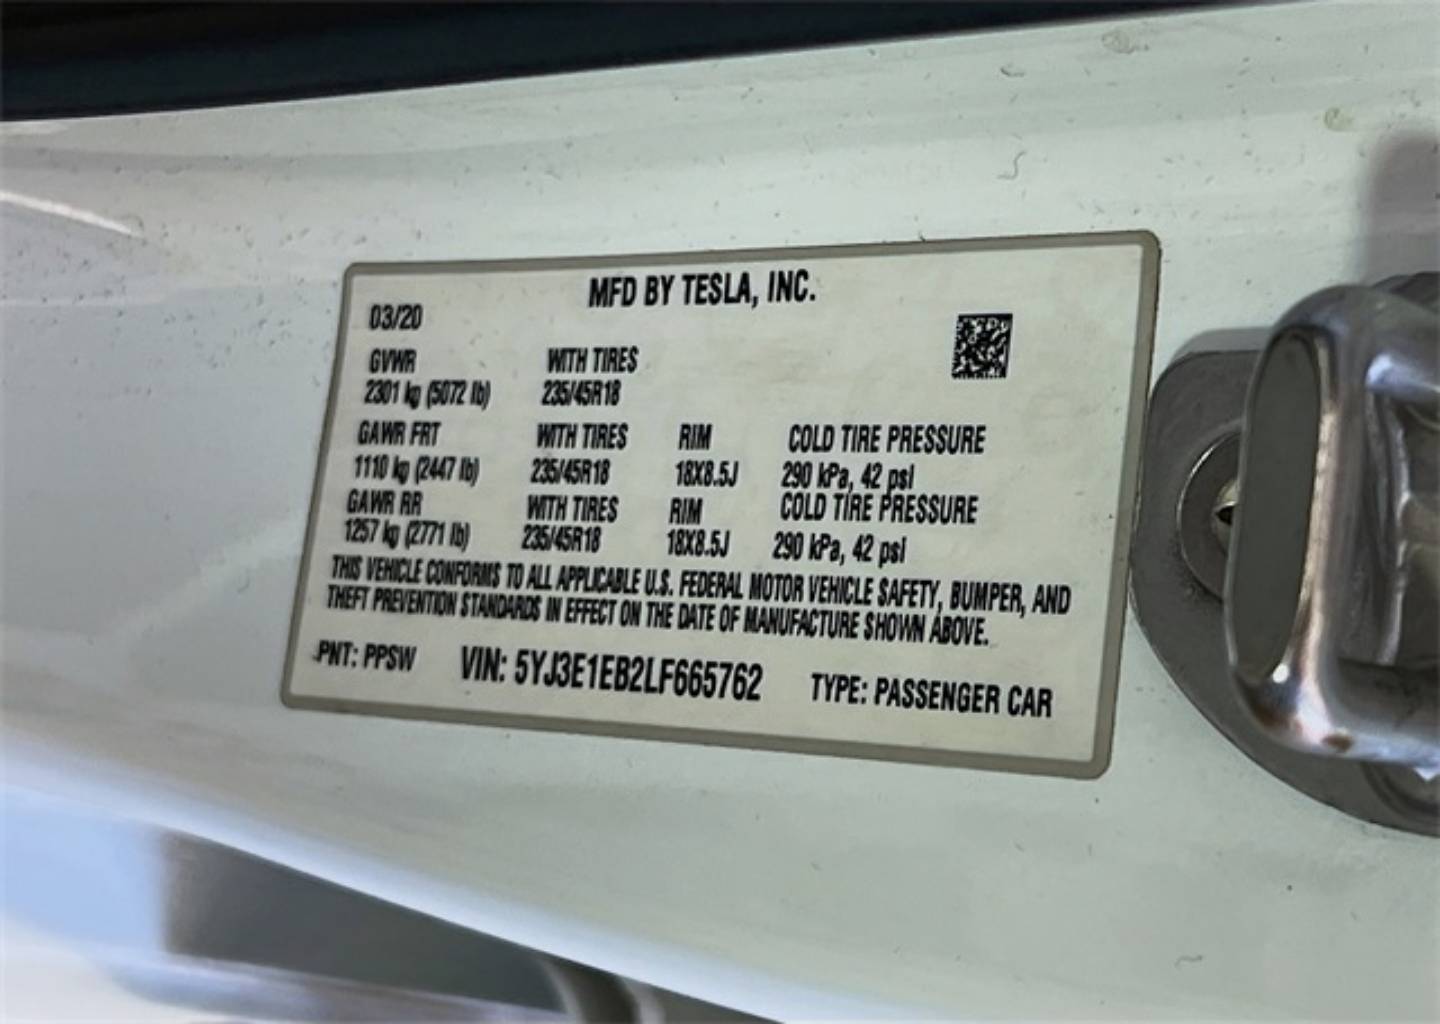 MFD BY TESLA, INC.
03/20
GVWR WITH TIRES
2301 kg (5072 lb) 235/45R18
GAWR FRT WITH TIRES RIM COLD TIRE PRESSURE
1110 kg (2447 lb) 235/45R18 18X8.5J 290 kPa, 42 psi
GAWR RR WITH TIRES RIM COLD TIRE PRESSURE
1257 kg (2771 lb) 235/45R18 18X8.5J 290 kPa, 42 psi
THIS VEHICLE CONFORMS TO ALL APPLICABLE U.S. FEDERAL MOTOR VEHICLE SAFETY, BUMPER, AND
THEFT PREVENTION STANDARDS IN EFFECT ON THE DATE OF MANUFACTURE SHOWN ABOVE.
PNT: PPSW VIN: 5YJ3E1EB2LF665762 TYPE: PASSENGER CAR